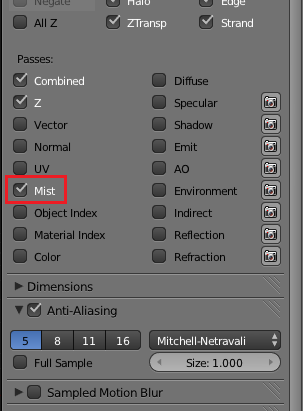 Negate Halo Edge
All Z ZTransp Strand
Passes:
Combined Diffuse
Z Specular
Vector Shadow
Normal Emit
UV AO
Mist Environment
Object Index Indirect
Material Index Reflection
Color Refraction
Dimensions
Anti-Aliasing
5 8 11 16 Mitchell-Netravali
Full Sample Size: 1.000
Sampled Motion Blur